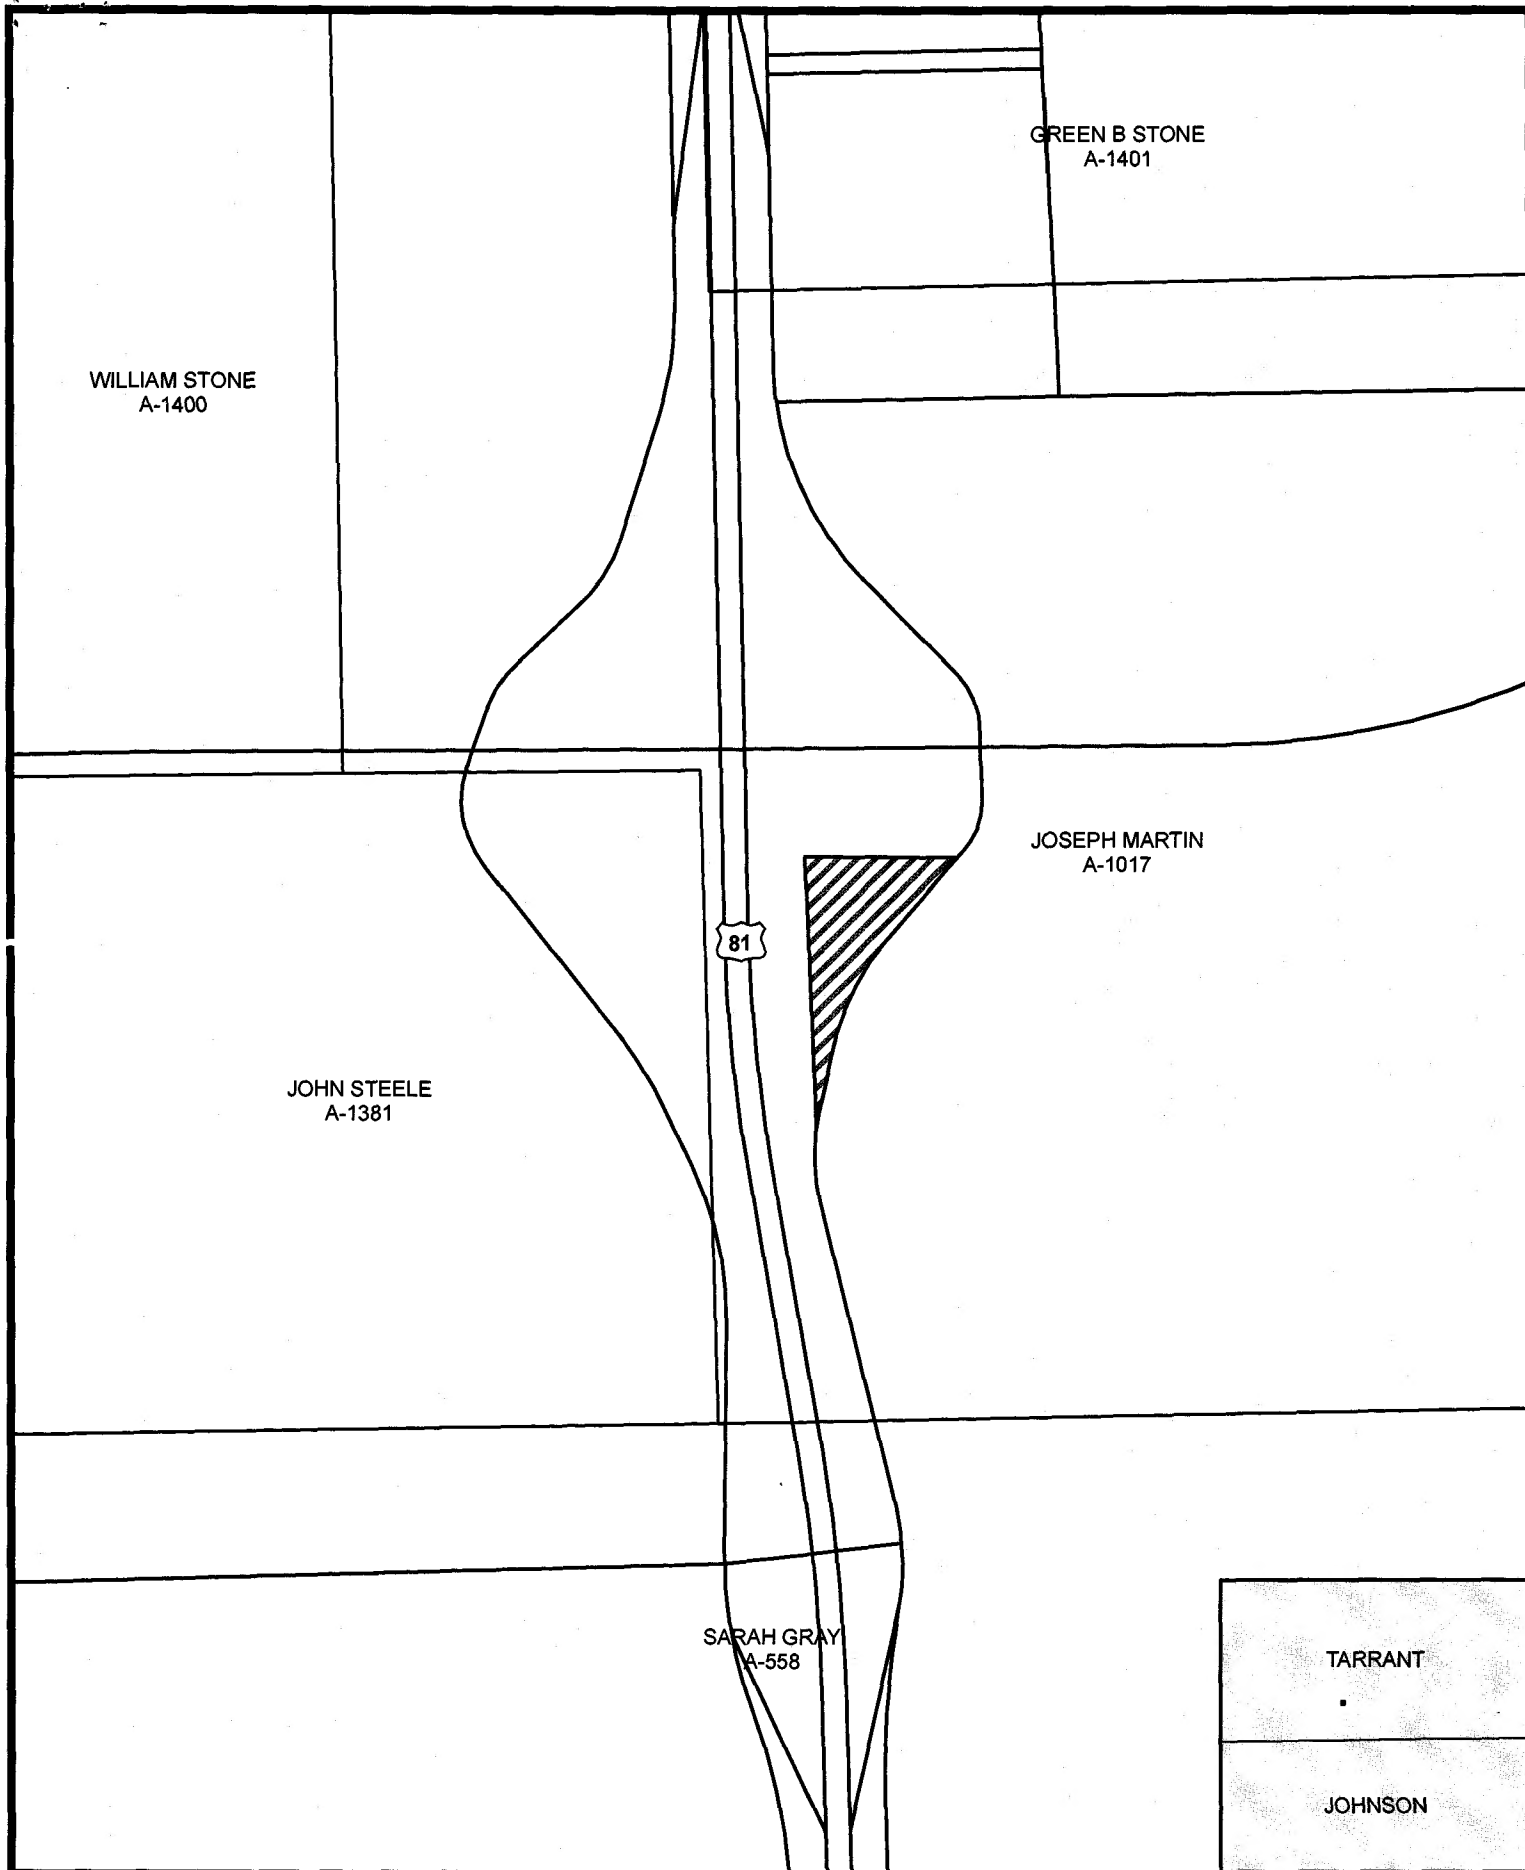 GREEN B STONE
A-1401
WILLIAM STONE
A-1400
JOSEPH MARTIN
A-1017
81
JOHN STEELE
A-1381
SARAH GRAY
A-558
TARRANT
JOHNSON